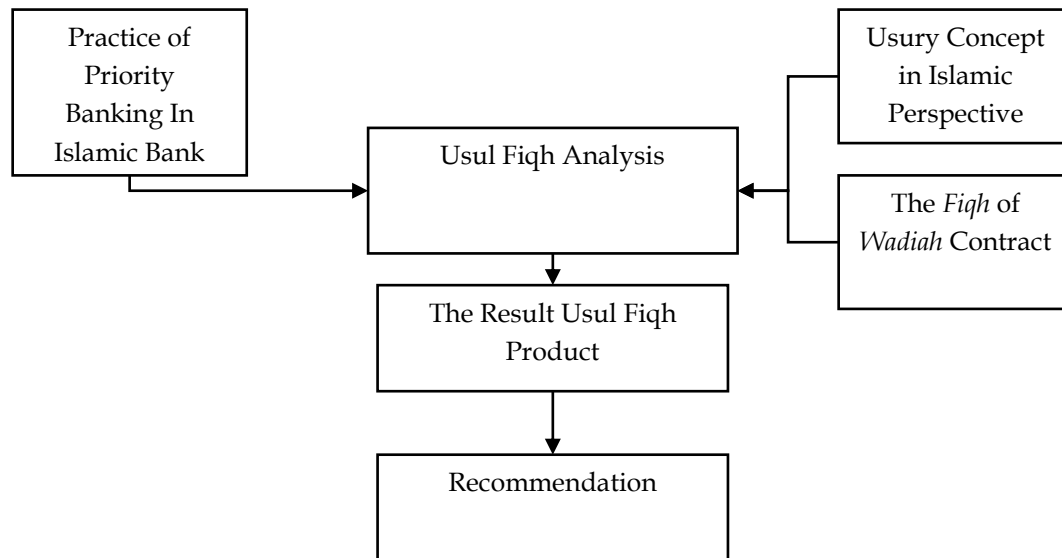 Practice of
Priority
Banking In
Islamic Bank
Usul Fiqh Analysis
Usury Concept
in Islamic
Perspective
The Fiqh of
Wadiah Contract
The Result Usul Fiqh
Product
Recommendation